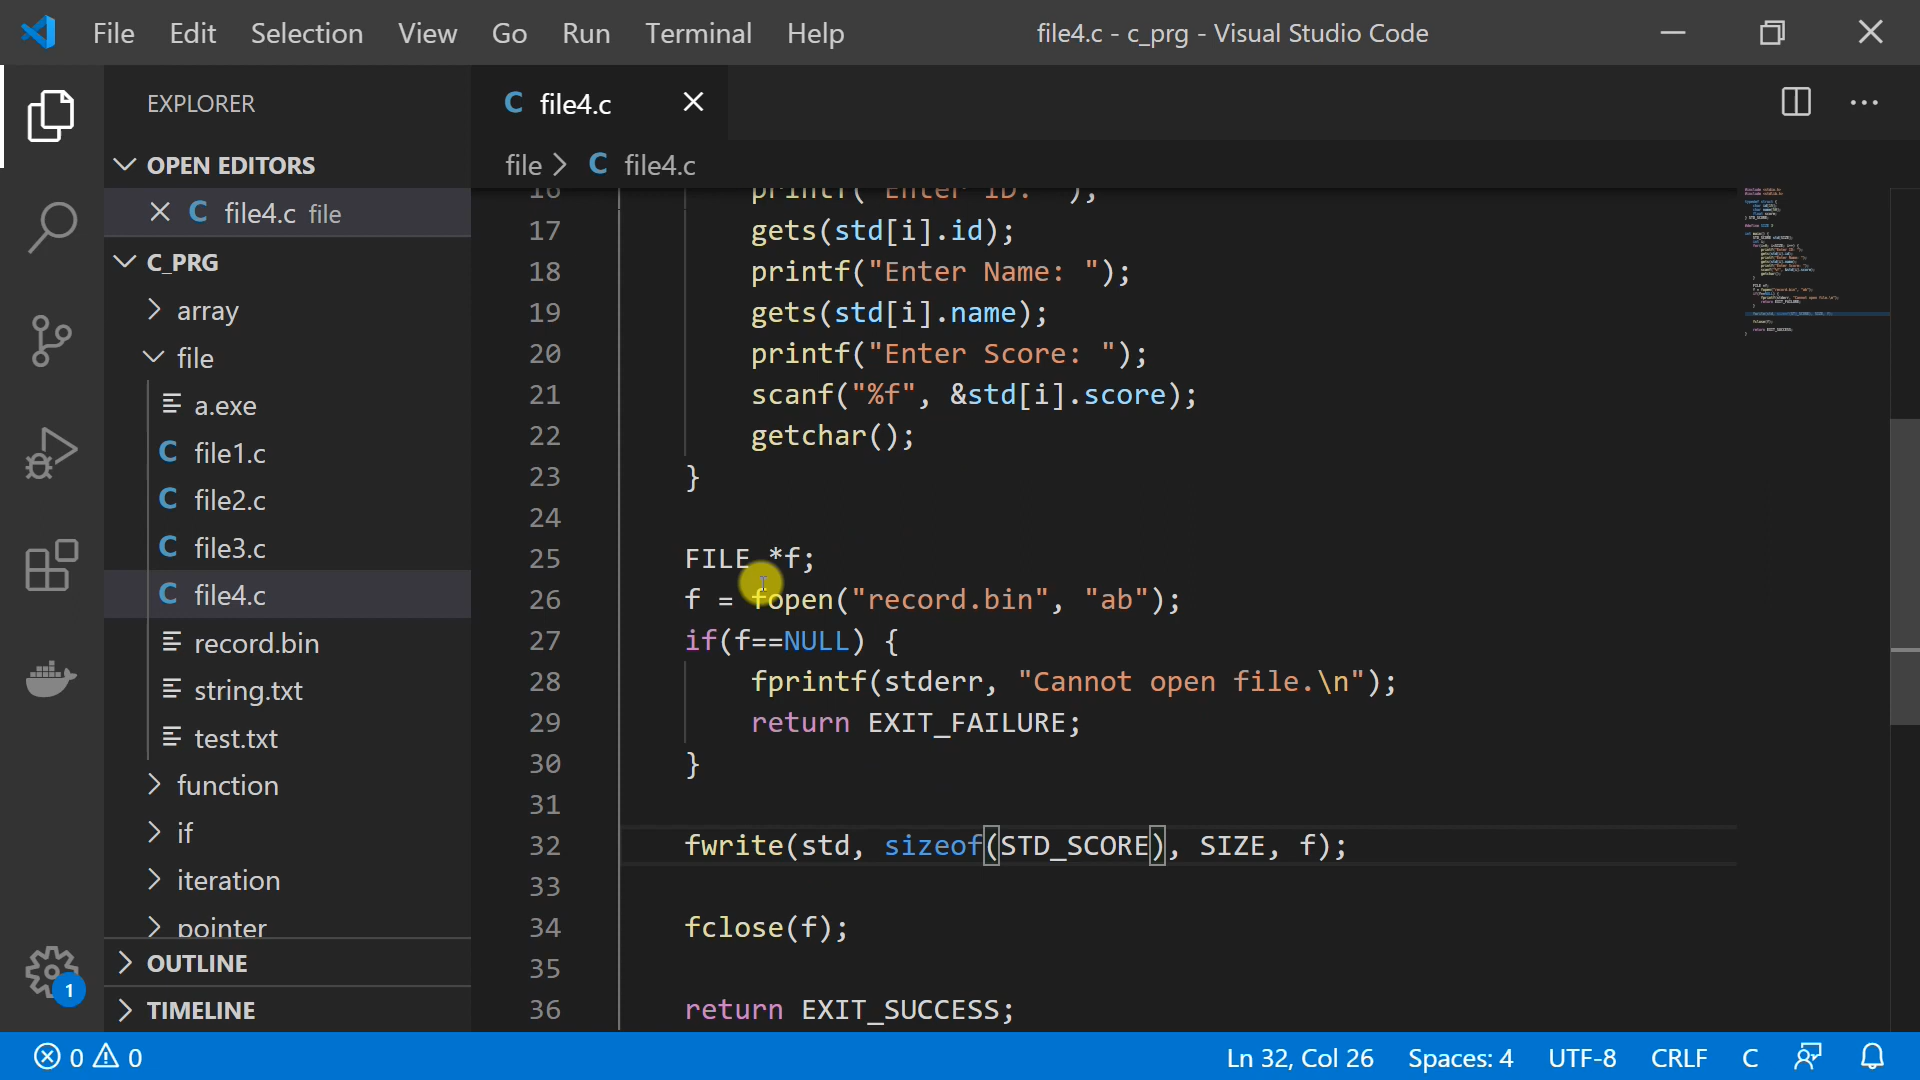 File Edit Selection View Go Run Terminal Help file4.c - c_prg - Visual Studio Code
EXPLORER
OPEN EDITORS
file4.c file
C_PRG
array
file
a.exe
C file1.c
C file2.c
C file3.c
C file4.c
record.bin
string.txt
test.txt
function
if
iteration
pointer
OUTLINE
TIMELINE
C file4.c
file > C file4.c
16 printf("Enter ID: ");
17 gets(std[i].id);
18 printf("Enter Name: ");
19 gets(std[i].name);
20 printf("Enter Score: ");
21 scanf("%f", &std[i].score);
22 getchar();
23 }
24
25 FILE *f;
26 f = fopen("record.bin", "ab");
27 if(f==NULL) {
28 fprintf(stderr, "Cannot open file.\n");
29 return EXIT_FAILURE;
30 }
31
32 fwrite(std, sizeof(STD_SCORE), SIZE, f);
33
34 fclose(f);
35
36 return EXIT_SUCCESS;
1
0 0 Ln 32, Col 26 Spaces: 4 UTF-8 CRLF C